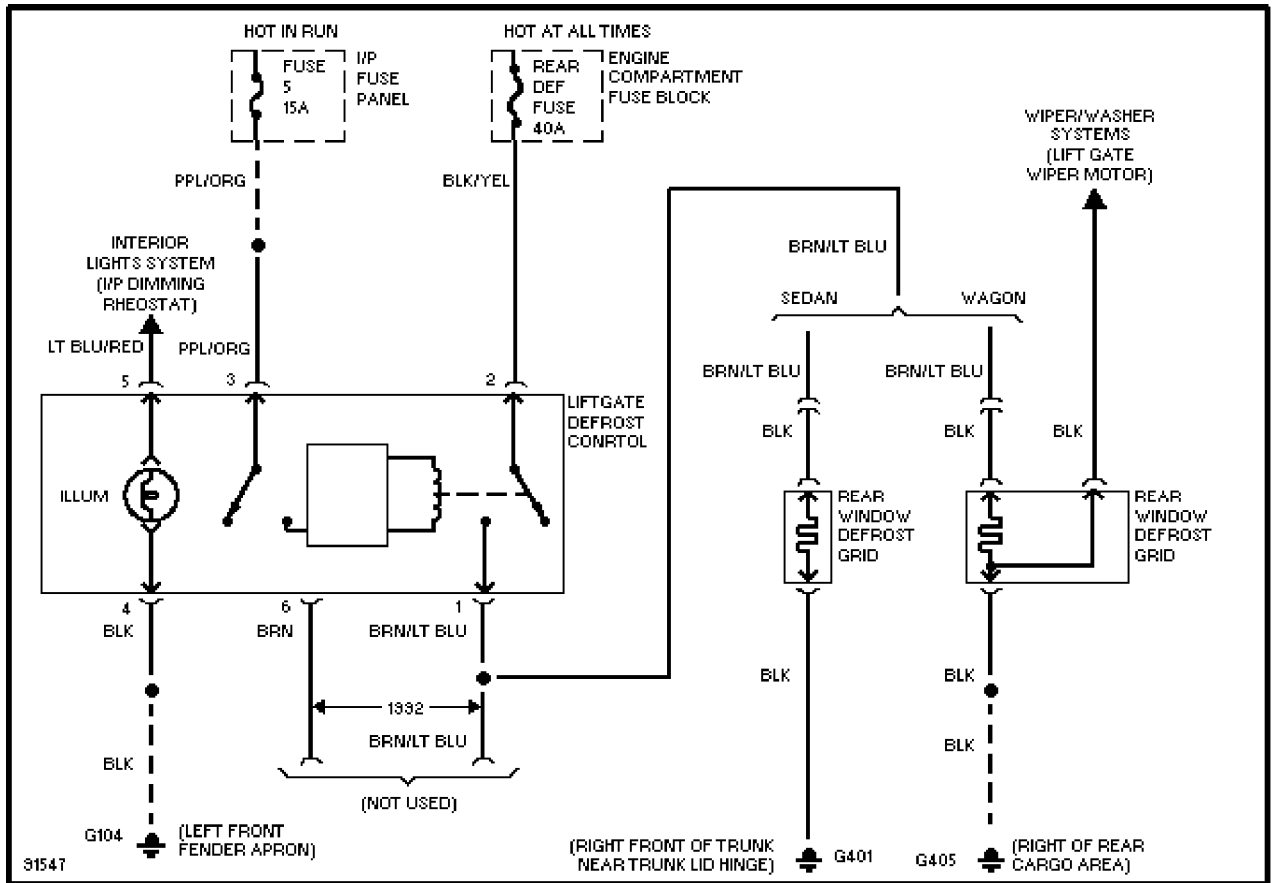 HOT IN RUN
HOT AT ALL TIMES
FUSE
5
15A
I/P
FUSE
PANEL
REAR
DEF
FUSE
40A
ENGINE
COMPARTMENT
FUSE BLOCK
WIPER/WASHER
SYSTEMS
(LIFT GATE
WIPER MOTOR)
PPL/ORG
BLK/YEL
INTERIOR
LIGHTS SYSTEM
(I/P DIMMING
RHEOSTAT)
BRN/LT BLU
SEDAN
WAGON
LT BLU/RED
PPL/ORG
5
3
2
BRN/LT BLU
BRN/LT BLU
LIFTGATE
DEFROST
CONRTOL
BLK
BLK
BLK
ILLUM
REAR
WINDOW
DEFROST
GRID
REAR
WINDOW
DEFROST
GRID
4
6
1
BLK
BRN
BRN/LT BLU
BLK
BLK
1992
BRN/LT BLU
BLK
BLK
(NOT USED)
G104
(LEFT FRONT
FENDER APRON)
(RIGHT FRONT OF TRUNK
NEAR TRUNK LID HINGE)
G401
G405
(RIGHT OF REAR
CARGO AREA)
91547